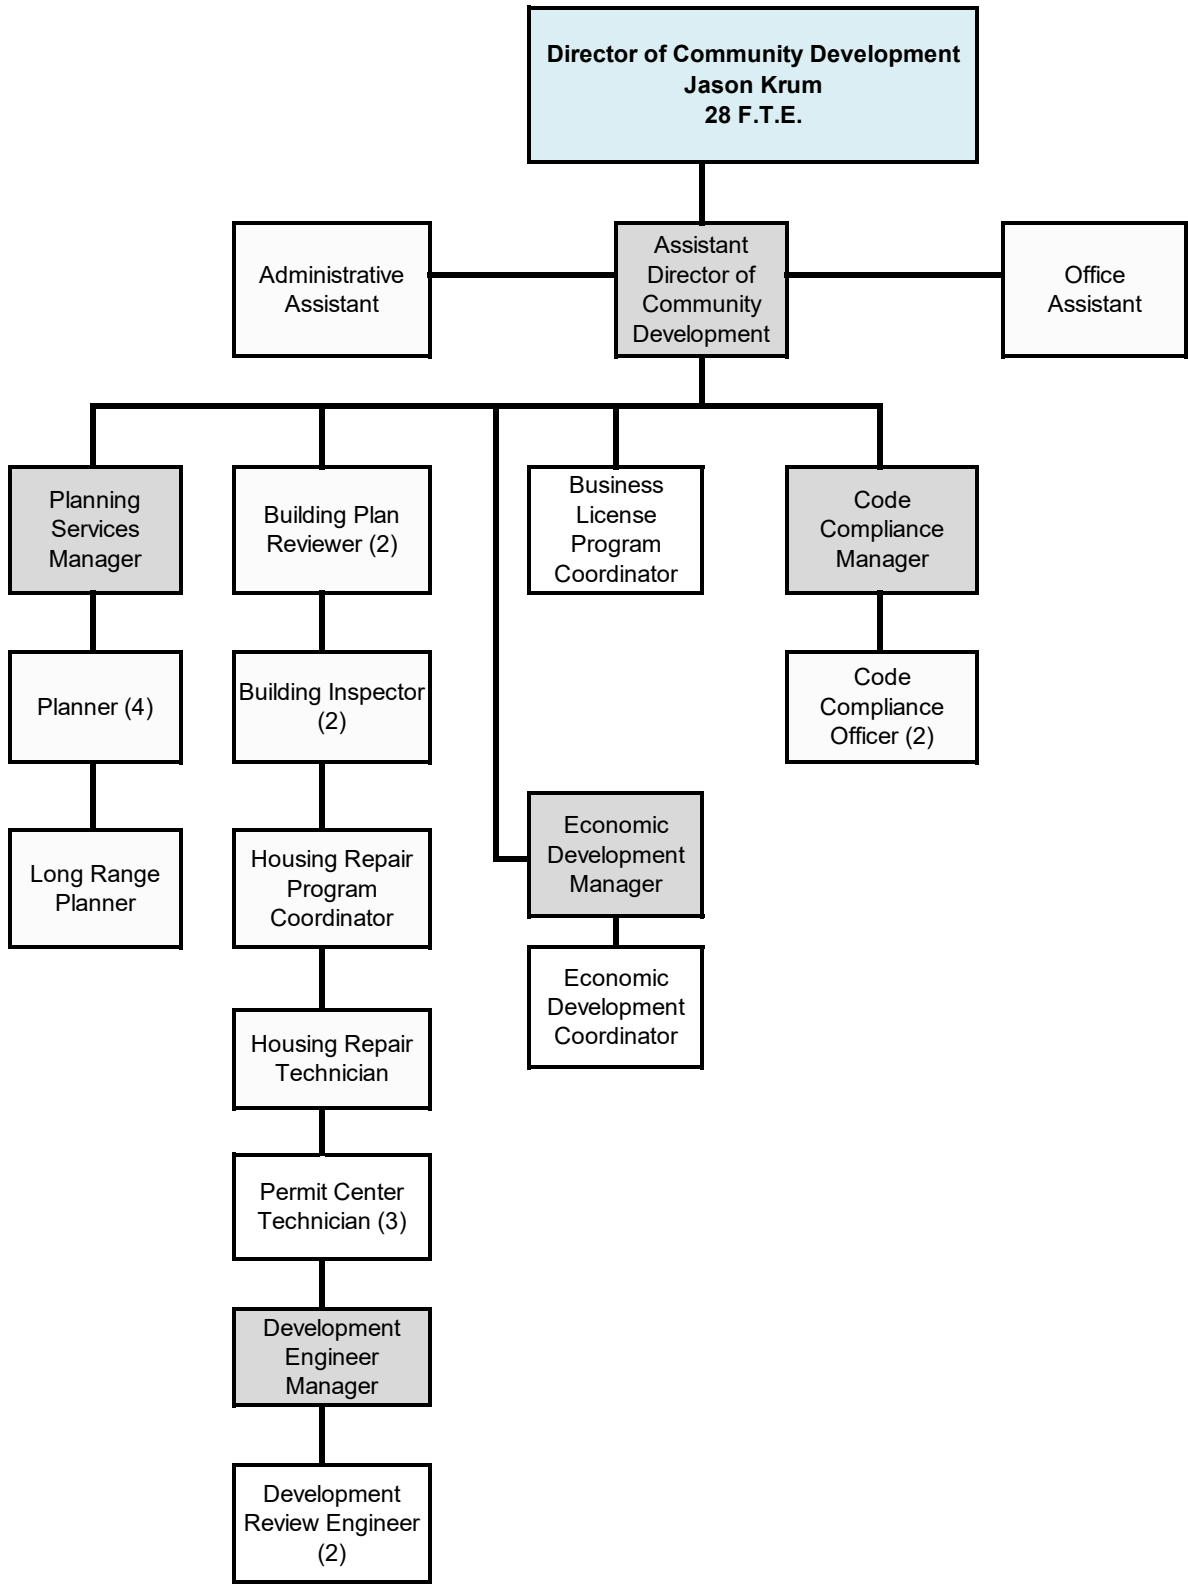 Director of Community Development
Jason Krum
28 F.T.E.
Administrative
Assistant
Assistant
Director of
Community
Development
Office
Assistant
Planning
Services
Manager
Building Plan
Reviewer (2)
Business
License
Program
Coordinator
Code
Compliance
Manager
Planner (4)
Building Inspector
(2)
Code
Compliance
Officer (2)
Long Range
Planner
Housing Repair
Program
Coordinator
Economic
Development
Manager
Economic
Development
Coordinator
Housing Repair
Technician
Permit Center
Technician (3)
Development
Engineer
Manager
Development
Review Engineer
(2)